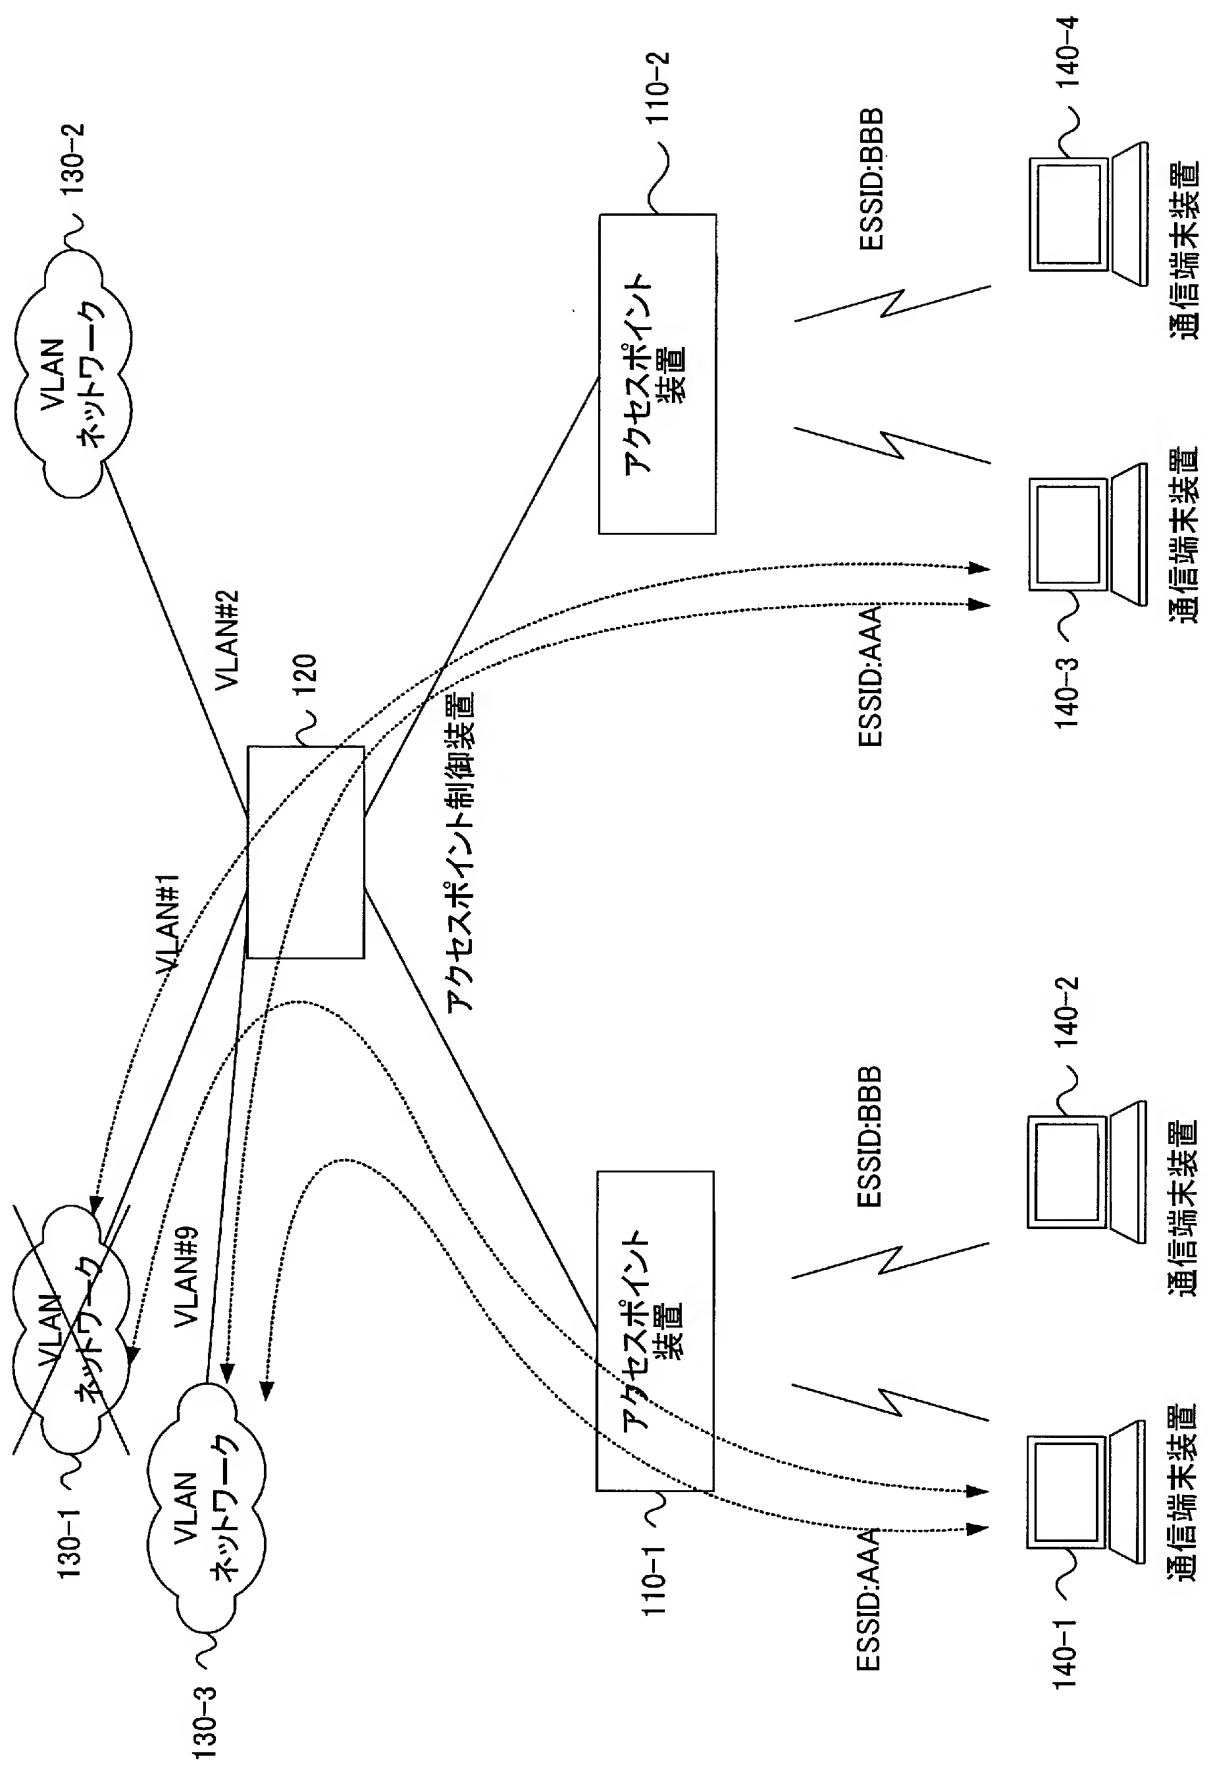 130-1
VLAN
ネットワーク
130-2
VLAN
ネットワーク
130-3
VLAN
ネットワーク
VLAN#9
VLAN#1
VLAN#2
120
アクセスポイント制御装置
110-1
アクセスポイント
装置
110-2
アクセスポイント
装置
ESSID:AAA
ESSID:BBB
ESSID:AAA
ESSID:BBB
140-1
通信端末装置
140-2
通信端末装置
140-3
通信端末装置
140-4
通信端末装置